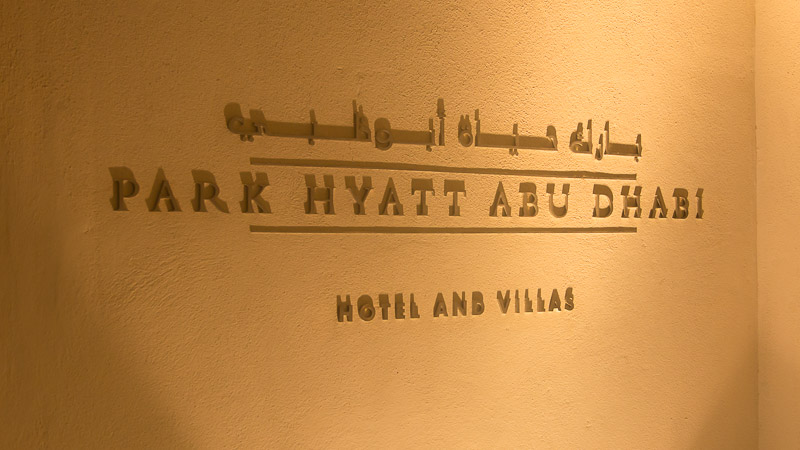 بارك حياة أبوظبي
PARK HYATT ABU DHABI
HOTEL AND VILLAS